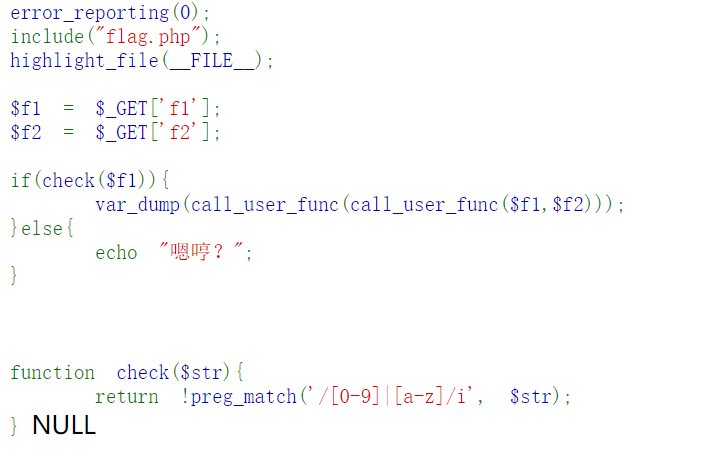 error_reporting(0);
include("flag.php");
highlight_file(__FILE__);
$f1 = $_GET['f1'];
$f2 = $_GET['f2'];
if(check($f1)){
var_dump(call_user_func(call_user_func($f1,$f2)));
}else{
echo "嗯哼？";
}
function check($str){
return !preg_match('/[0-9]|[a-z]/i', $str);
} NULL